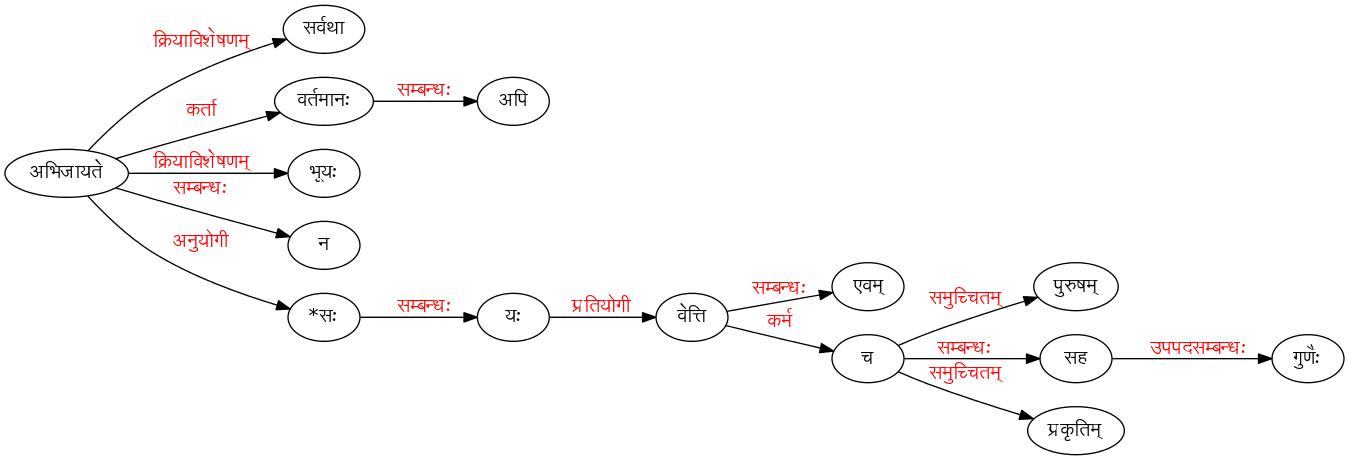 सर्वथा
क्रियाविशेषणम्
कर्ता
वर्तमानः
सम्बन्धः
अपि
अभिजायते
क्रियाविशेषणम्
भूयः
सम्बन्धः
न
अनुयोगी
*सः
सम्बन्धः
यः
प्रतियोगी
वेत्ति
सम्बन्धः
एवम्
कर्म
च
समुच्चितम्
पुरुषम्
सम्बन्धः
सह
उपपदसम्बन्धः
गुणैः
समुच्चितम्
प्रकृतिम्